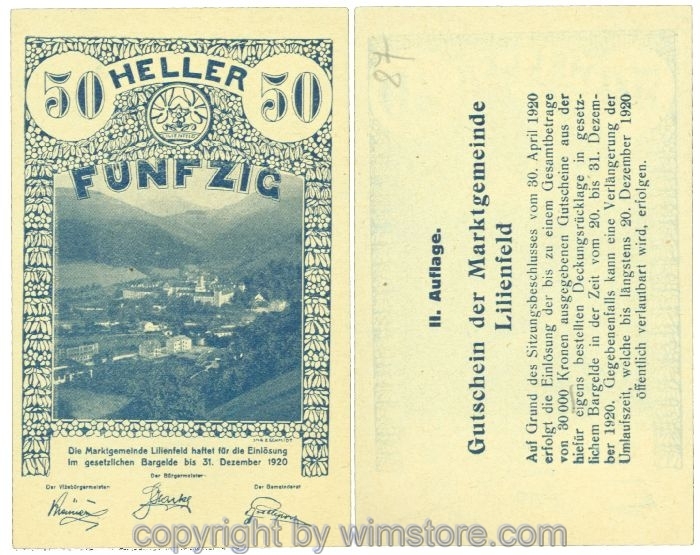 50 HELLER 50
LILIENFELD
FÜNFZIG
Die Marktgemeinde Lilienfeld haftet für die Einlösung
im gesetzlichen Bargelde bis 31. Dezember 1920
Der Vizebürgermeister
Der Bürgermeister
Der Gemeinderat
87
II. Auflage.
Gutschein der Marktgemeinde
Lilienfeld
Auf Grund des Sitzungsbeschlusses vom 30. April 1920
erfolgt die Einlösung der bis zu einem Gesamtbetrage
von 30 000 Kronen ausgegebenen Gutscheine aus der
hiefür eigens bestellten Deckungsrücklage in gesetz-
lichem Bargelde in der Zeit vom 20. bis 31. Dezem-
ber 1920. Gegebenenfalls kann eine Verlängerung der
Umlaufszeit, welche bis längstens 20. Dezember 1920
öffentlich verlautbart wird, erfolgen.
copyright by wimstore.com